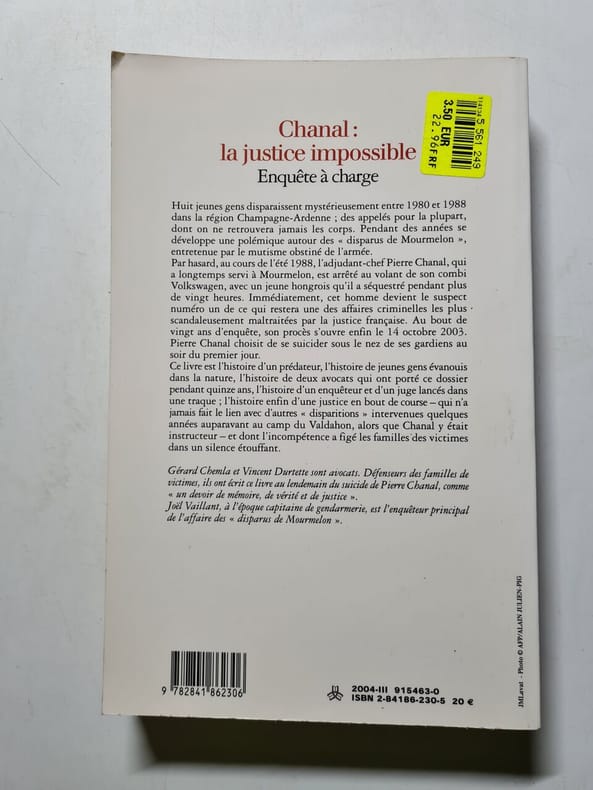 Chanal :
la justice impossible
Enquête à charge
114134
5 561 249
3.50 EUR
22.96FRF
Huit jeunes gens disparaissent mystérieusement entre 1980 et 1988
dans la région Champagne-Ardenne ; des appelés pour la plupart,
dont on ne retrouvera jamais les corps. Pendant des années se
développe une polémique autour des « disparus de Mourmelon »,
entretenue par le mutisme obstiné de l'armée.
Par hasard, au cours de l'été 1988, l'adjudant-chef Pierre Chanal, qui
a longtemps servi à Mourmelon, est arrêté au volant de son combi
Volkswagen, avec un jeune hongrois qu'il a séquestré pendant plus
de vingt heures. Immédiatement, cet homme devient le suspect
numéro un de ce qui restera une des affaires criminelles les plus
scandaleusement maltraitées par la justice française. Au bout de
vingt ans d'enquête, son procès s'ouvre enfin le 14 octobre 2003.
Pierre Chanal choisit de se suicider sous le nez de ses gardiens au
soir du premier jour.
Ce livre est l'histoire d'un prédateur, l'histoire de jeunes gens évanouis
dans la nature, l'histoire de deux avocats qui ont porté ce dossier
pendant quinze ans, l'histoire d'un enquêteur et d'un juge lancés dans
une traque ; l'histoire enfin d'une justice en bout de course – qui n'a
jamais fait le lien avec d'autres « disparitions » intervenues quelques
années auparavant au camp du Valdahon, alors que Chanal y était
instructeur – et dont l'incompétence a figé les familles des victimes
dans un silence étouffant.
Gérard Chemla et Vincent Durtette sont avocats. Défenseurs des familles de
victimes, ils ont écrit ce livre au lendemain du suicide de Pierre Chanal, comme
« un devoir de mémoire, de vérité et de justice ».
Joël Vaillant, à l'époque capitaine de gendarmerie, est l'enquêteur principal
de l'affaire des « disparus de Mourmelon ».
9 782841 862306
2004-III 915463-0
ISBN 2-84186-230-5 20 €
JMLavat - Photo © AFP/ALAIN JULIEN-PIG